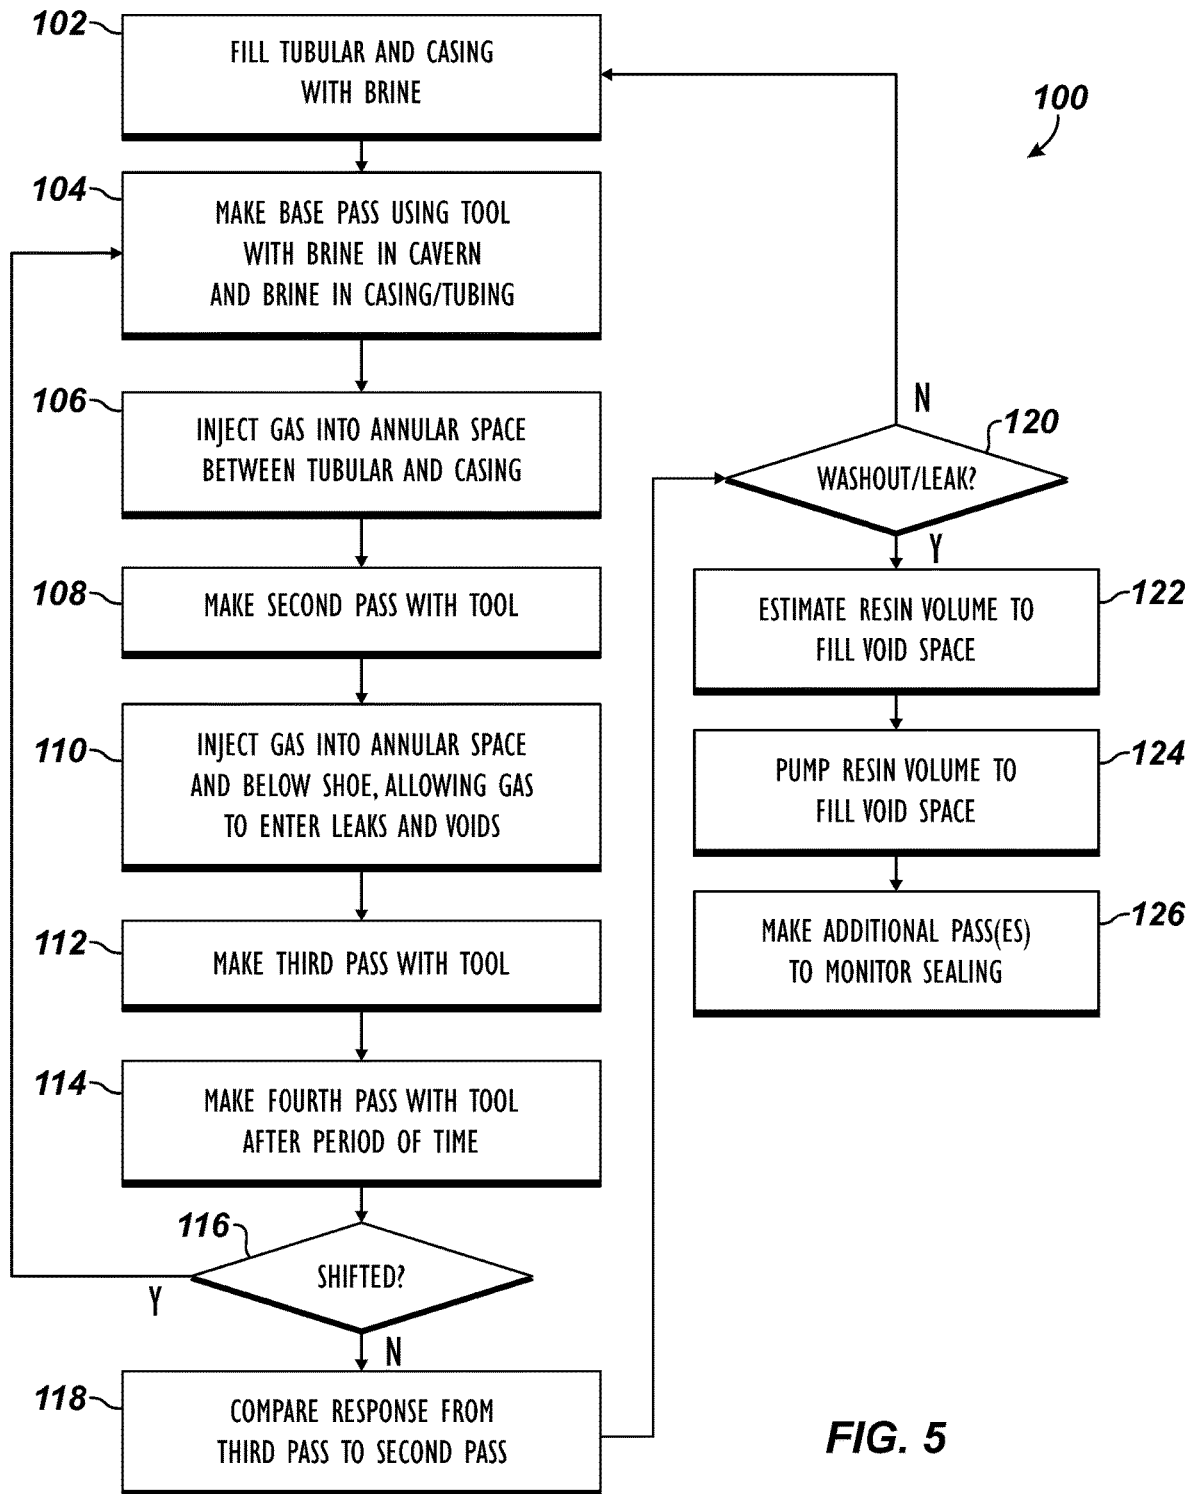 102
FILL TUBULAR AND CASING
WITH BRINE
100
104
MAKE BASE PASS USING TOOL
WITH BRINE IN CAVERN
AND BRINE IN CASING/TUBING
106
INJECT GAS INTO ANNULAR SPACE
BETWEEN TUBULAR AND CASING
108
MAKE SECOND PASS WITH TOOL
110
INJECT GAS INTO ANNULAR SPACE
AND BELOW SHOE, ALLOWING GAS
TO ENTER LEAKS AND VOIDS
112
MAKE THIRD PASS WITH TOOL
114
MAKE FOURTH PASS WITH TOOL
AFTER PERIOD OF TIME
116
SHIFTED?
Y
N
118
COMPARE RESPONSE FROM
THIRD PASS TO SECOND PASS
N
120
WASHOUT/LEAK?
Y
122
ESTIMATE RESIN VOLUME TO
FILL VOID SPACE
124
PUMP RESIN VOLUME TO
FILL VOID SPACE
126
MAKE ADDITIONAL PASS(ES)
TO MONITOR SEALING
FIG. 5